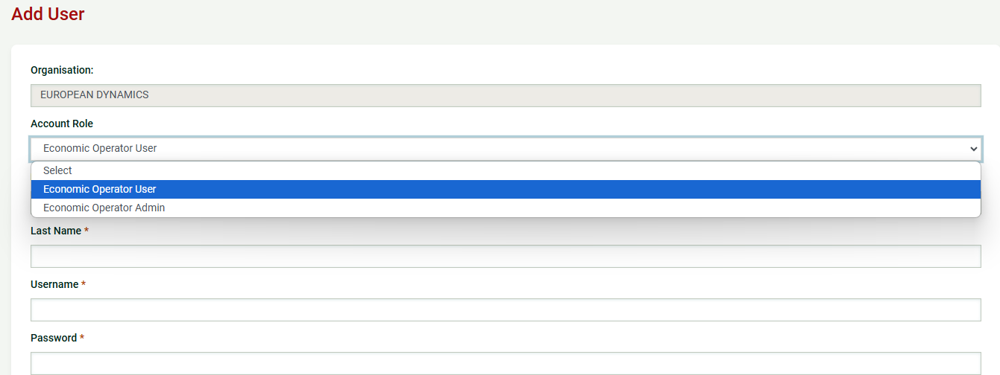 Add User
Organisation:
EUROPEAN DYNAMICS
Account Role
Economic Operator User
Select
Economic Operator User
Economic Operator Admin
Last Name *
Username *
Password *